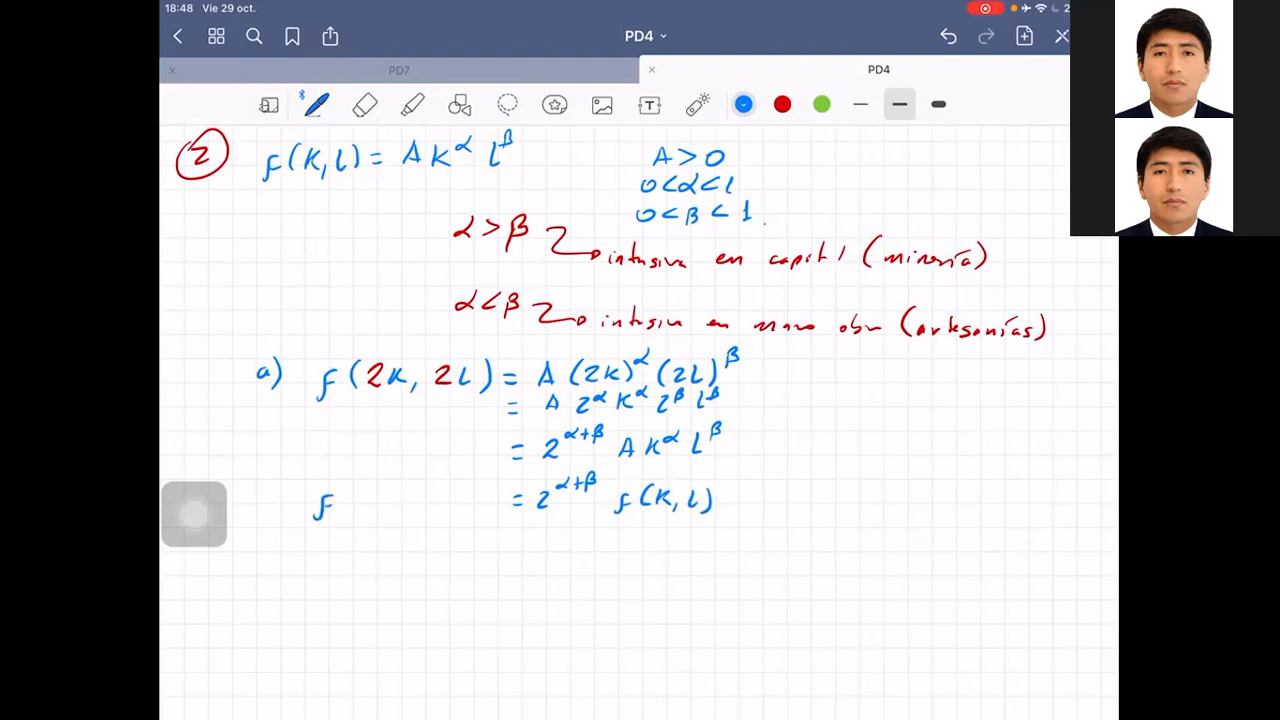 18:48 Vie 29 oct.
PD4
PD7
PD4
2 f(K, L) = A K^α L^β
A > 0
0 < α < 1
0 < β < 1
α > β intensiva en capital (minería)
α < β intensiva en mano obra (artesanías)
a) f(2K, 2L) = A (2K)^α (2L)^β
= A 2^α K^α 2^β L^β
= 2^{α+β} A K^α L^β
f = 2^{α+β} f(K, L)